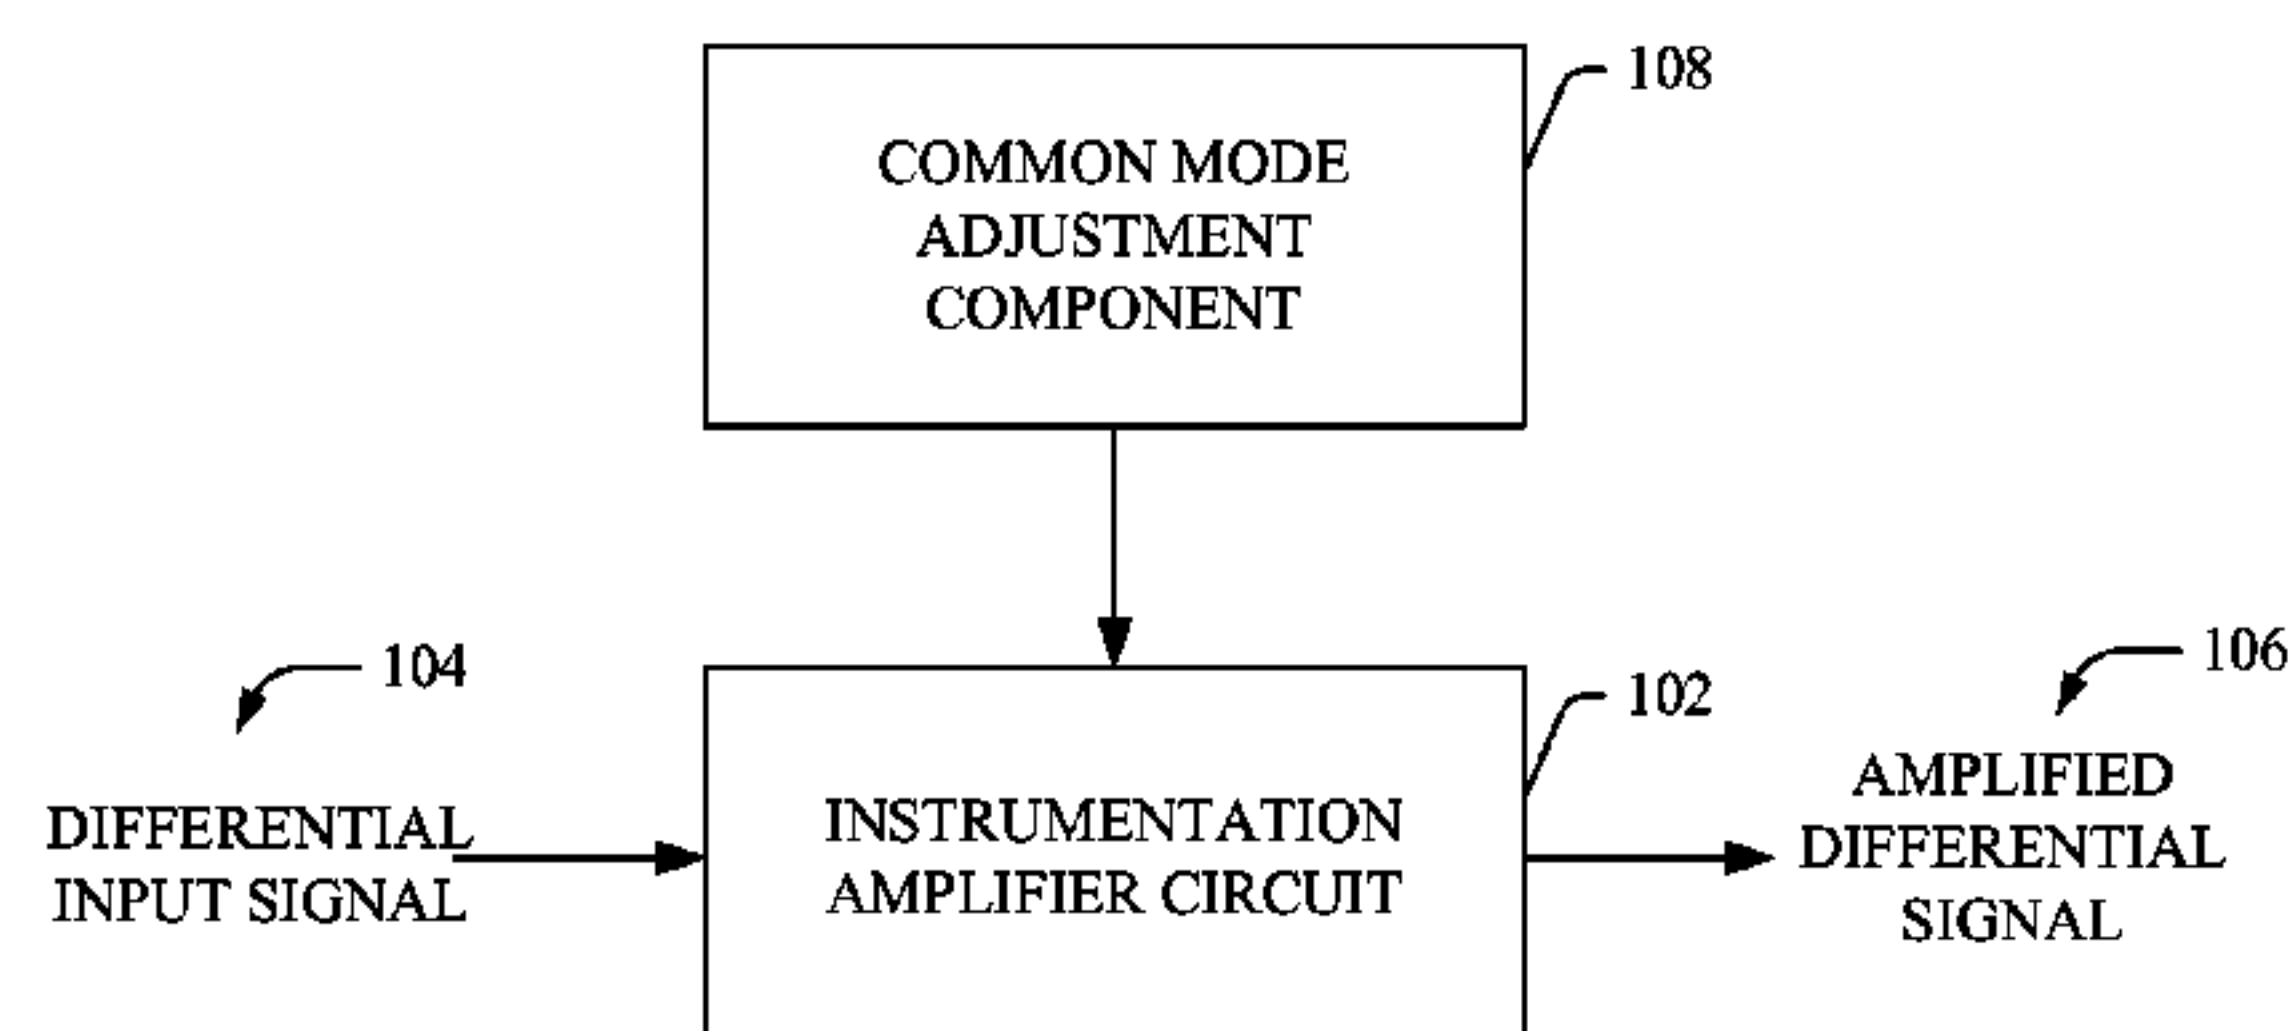 108
COMMON MODE
ADJUSTMENT
COMPONENT
104
102
106
DIFFERENTIAL
INPUT SIGNAL
INSTRUMENTATION
AMPLIFIER CIRCUIT
AMPLIFIED
DIFFERENTIAL
SIGNAL